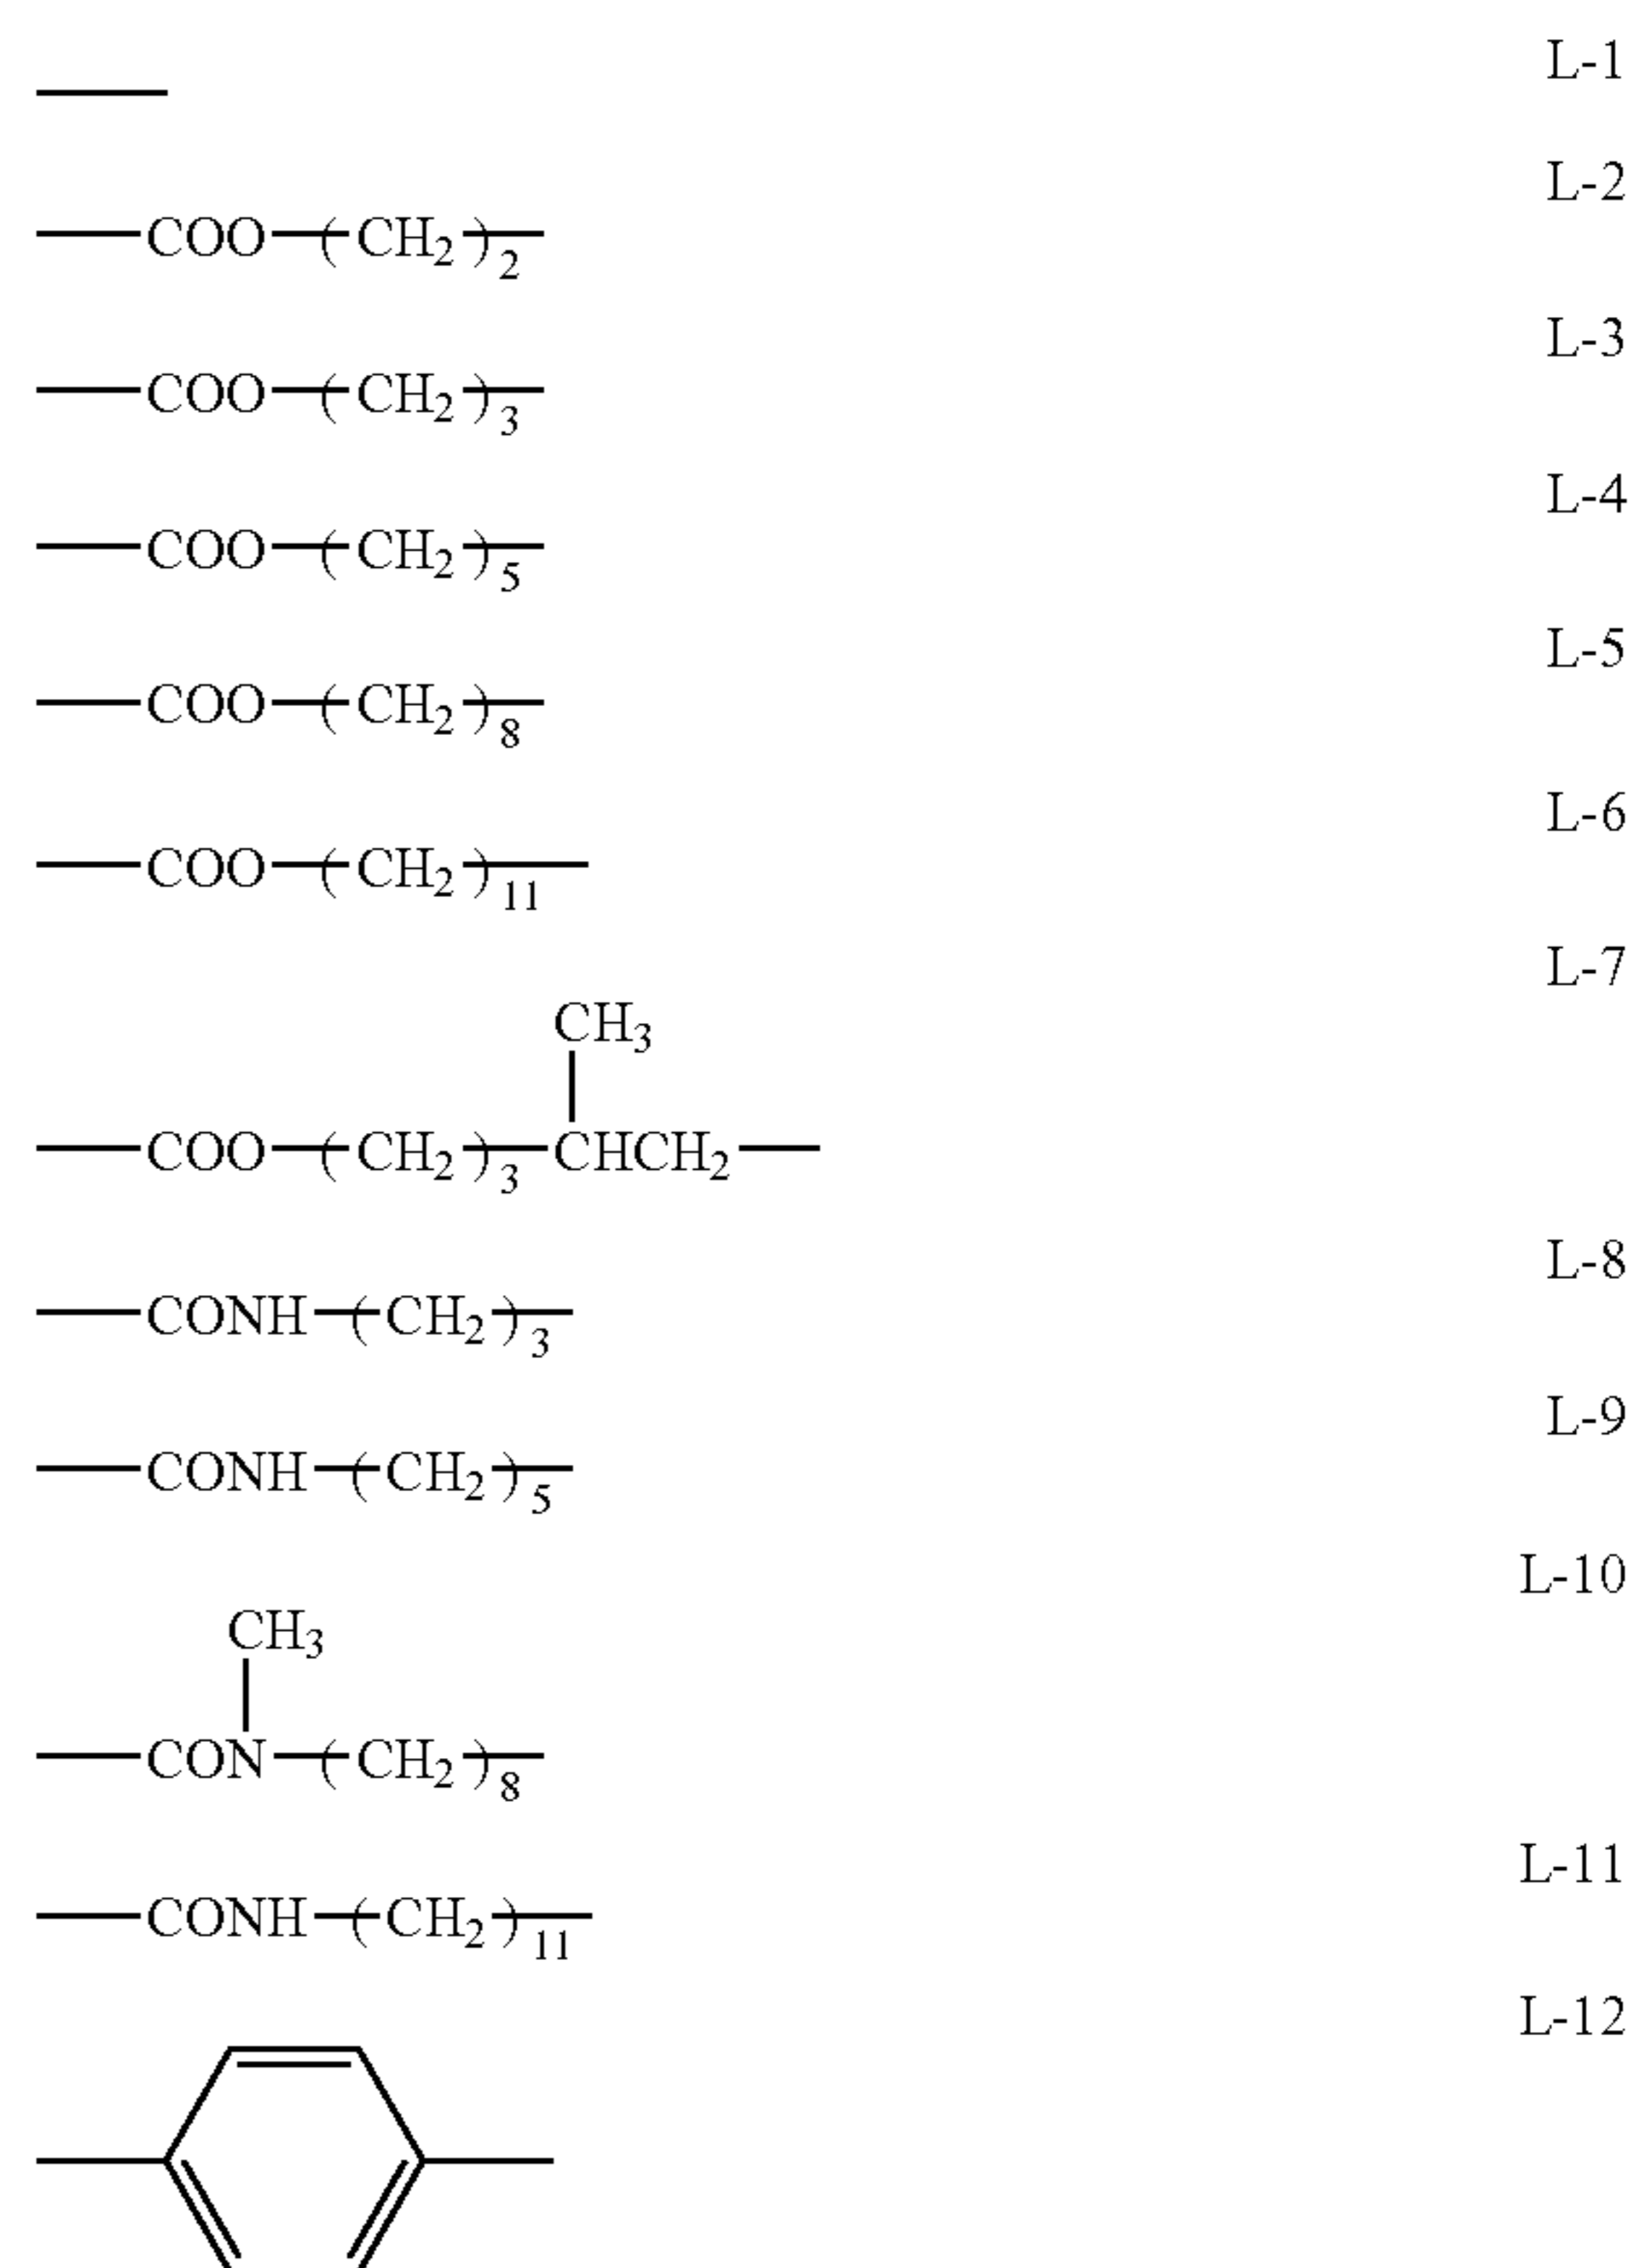 L-1
L-2
—COO—(CH₂)₂—
L-3
—COO—(CH₂)₃—
L-4
—COO—(CH₂)₅—
L-5
—COO—(CH₂)₈—
L-6
—COO—(CH₂)₁₁—
L-7
CH₃
—COO—(CH₂)₃—CHCH₂—
L-8
—CONH—(CH₂)₃—
L-9
—CONH—(CH₂)₅—
L-10
CH₃
—CON—(CH₂)₈—
L-11
—CONH—(CH₂)₁₁—
L-12